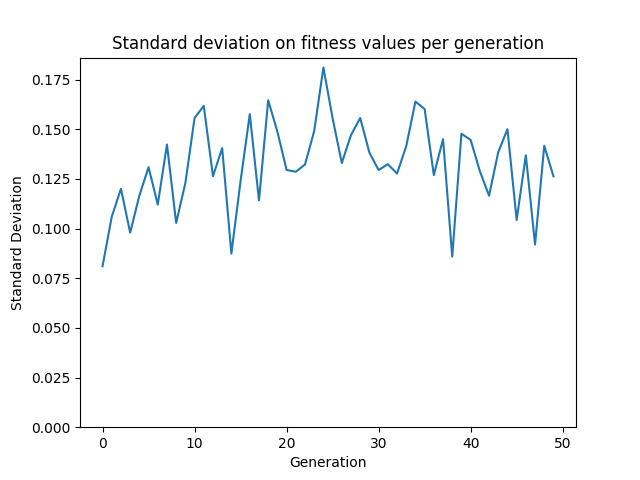 Standard deviation on fitness values per generation
0.175
0.150
0.125
0.100
0.075
0.050
0.025
0.000
Standard Deviation
0 10 20 30 40 50
Generation